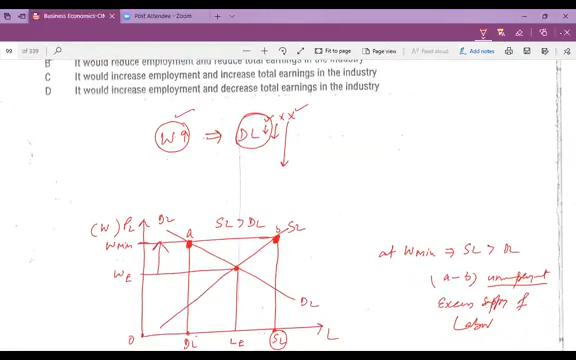 Business Economics-Cl
Post Attendee - Zoom
99 of 339
Fit to page
Page view
Read aloud
Add notes
B It would reduce employment and reduce total earnings in the industry
C It would increase employment and increase total earnings in the industry
D It would increase employment and decrease total earnings in the industry
W↑ ⇒ DL↓
(W) PL DL SL > DL SL
a b
Wmin
WE
DL
O DL LE SL L
at Wmin ⇒ SL > DL
(a-b) unemployment
Excess Supply of
Labour